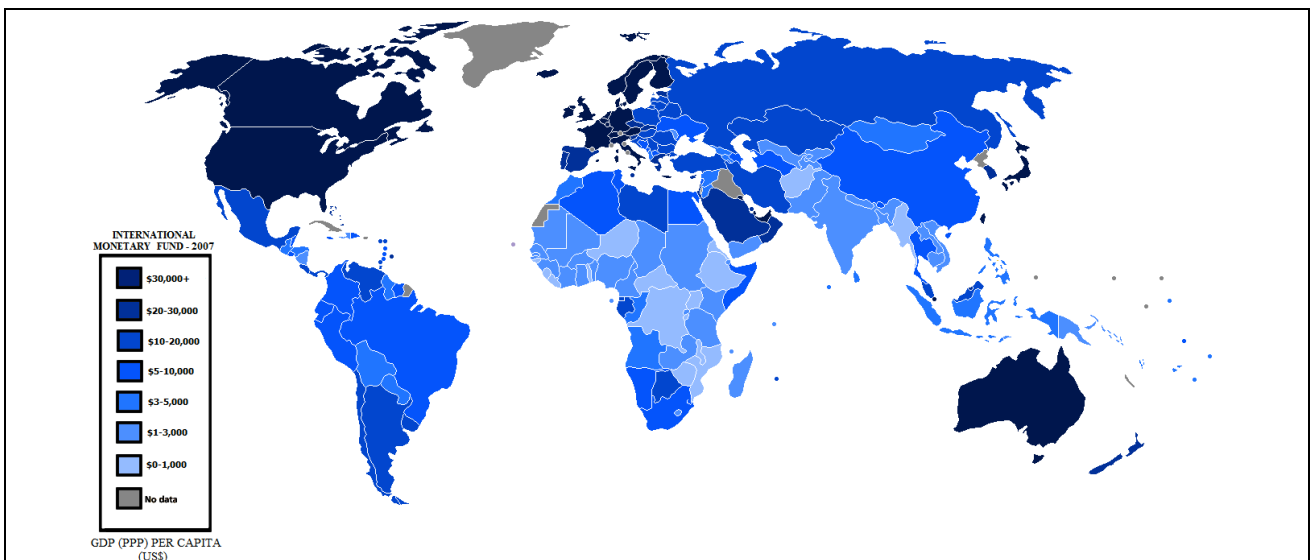 INTERNATIONAL
MONETARY FUND - 2007
$30,000+
$20-30,000
$10-20,000
$5-10,000
$3-5,000
$1-3,000
$0-1,000
No data
GDP (PPP) PER CAPITA
(US$)